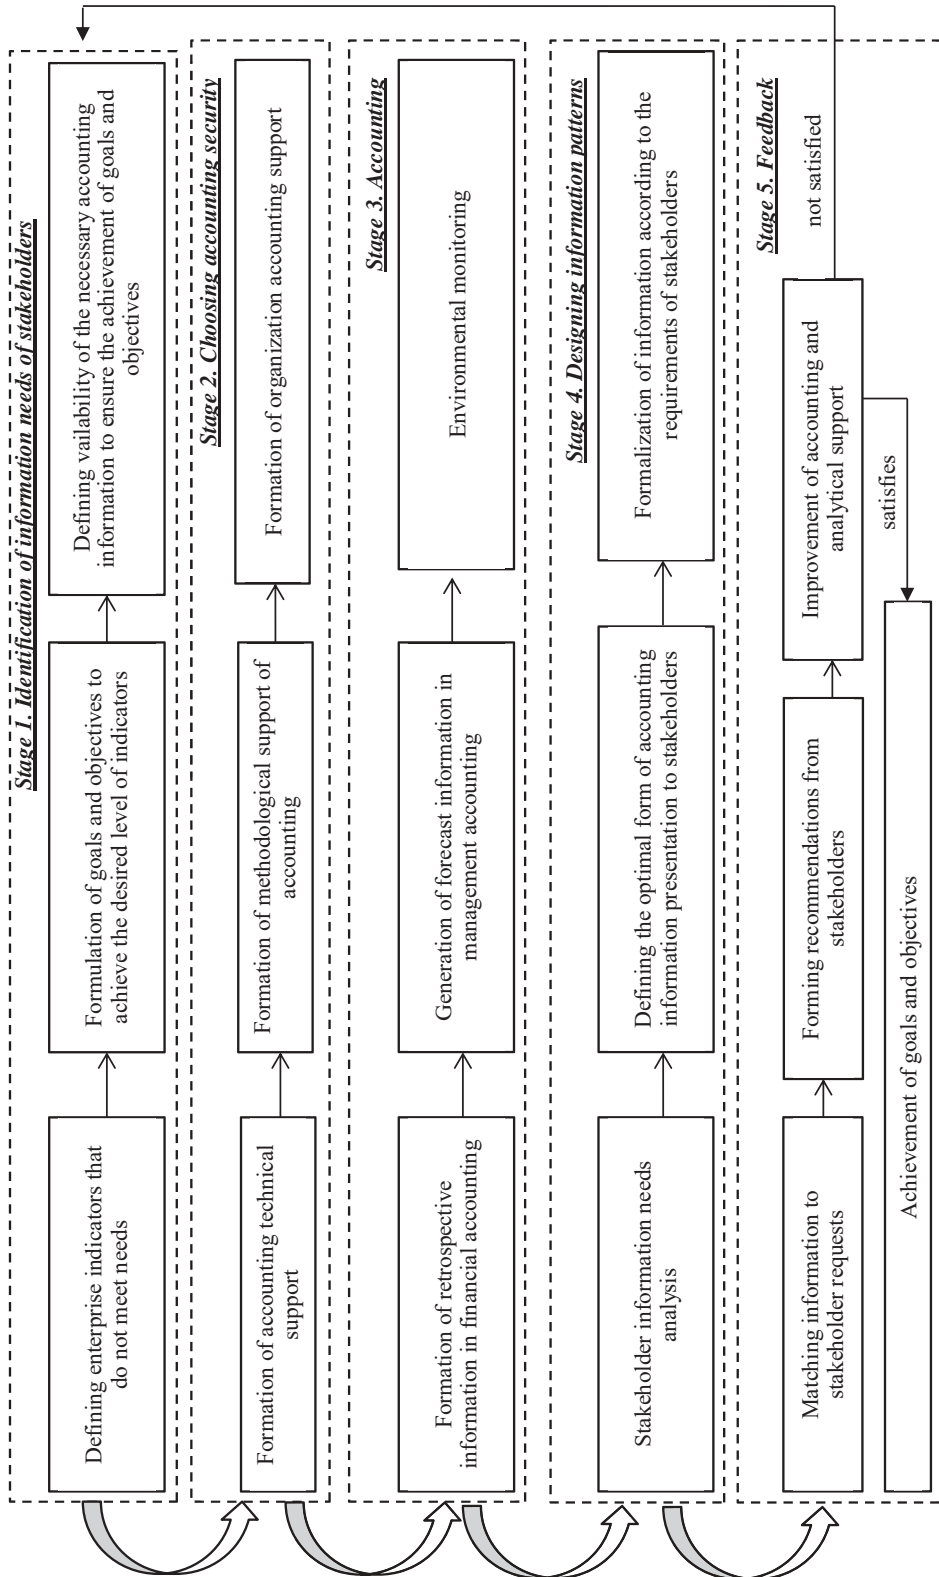 Stage 1. Identification of information needs of stakeholders
Defining enterprise indicators that
do not meet needs
Formulation of goals and objectives to
achieve the desired level of indicators
Defining vailability of the necessary accounting
information to ensure the achievement of goals and
objectives
Stage 2. Choosing accounting security
Formation of accounting technical
support
Formation of methodological support of
accounting
Formation of organization accounting support
Stage 3. Accounting
Formation of retrospective
information in financial accounting
Generation of forecast information in
management accounting
Environmental monitoring
Stage 4. Designing information patterns
Stakeholder information needs
analysis
Defining the optimal form of accounting
information presentation to stakeholders
Formalization of information according to the
requirements of stakeholders
Stage 5. Feedback
Matching information to
stakeholder requests
Forming recommendations from
stakeholders
Improvement of accounting and
analytical support
not satisfied
satisfies
Achievement of goals and objectives